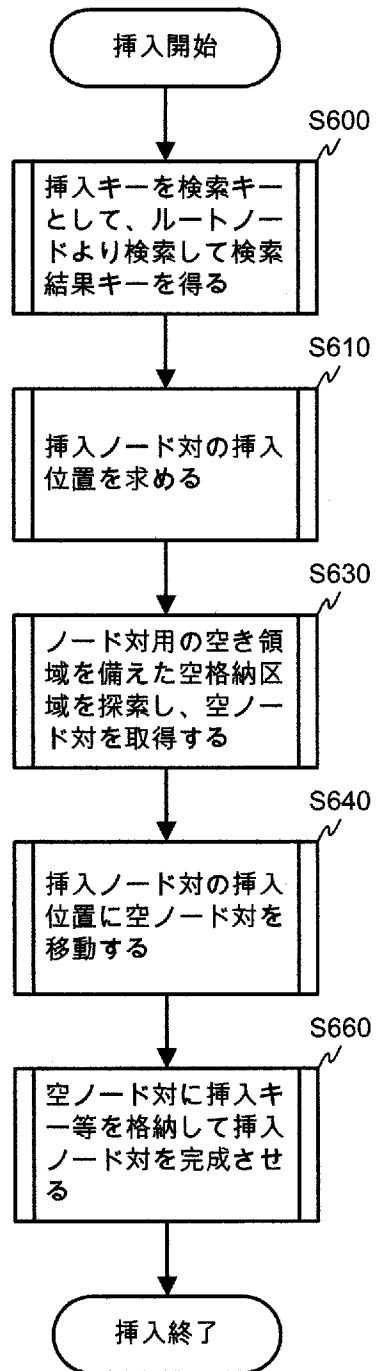 挿入開始
S600
挿入キーを検索キー
として、ルートノー
ドより検索して検索
結果キーを得る
S610
挿入ノード対の挿入
位置を求める
S630
ノード対用の空き領
域を備えた空格納区
域を探索し、空ノー
ド対を取得する
S640
挿入ノード対の挿入
位置に空ノード対を
移動する
S660
空ノード対に挿入キ
ー等を格納して挿入
ノード対を完成させ
る
挿入終了